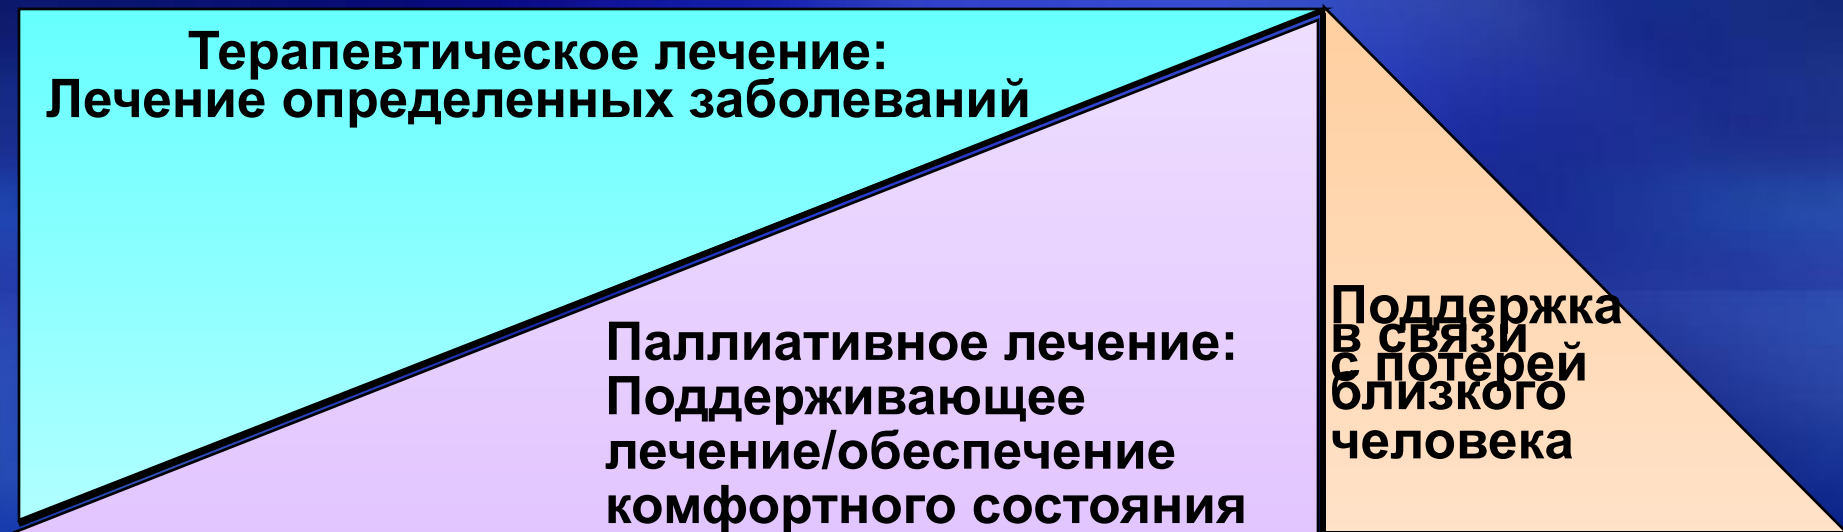 Терапевтическое лечение:
Лечение определенных заболеваний
Паллиативное лечение:
Поддерживающее
лечение/обеспечение
комфортного состояния
Поддержка
в связи
с потерей
близкого
человека